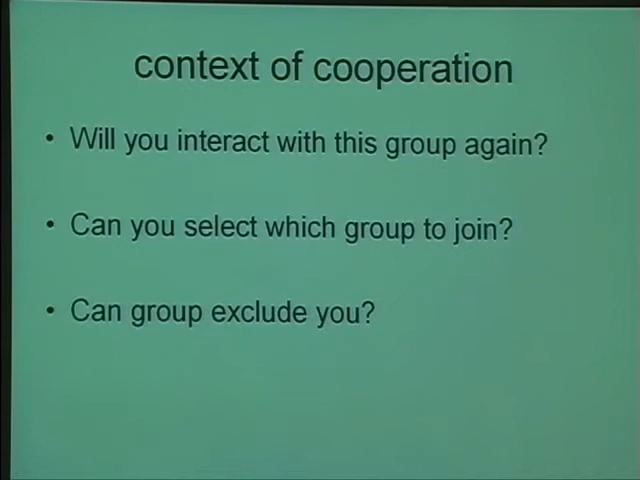 context of cooperation
• Will you interact with this group again?
• Can you select which group to join?
• Can group exclude you?